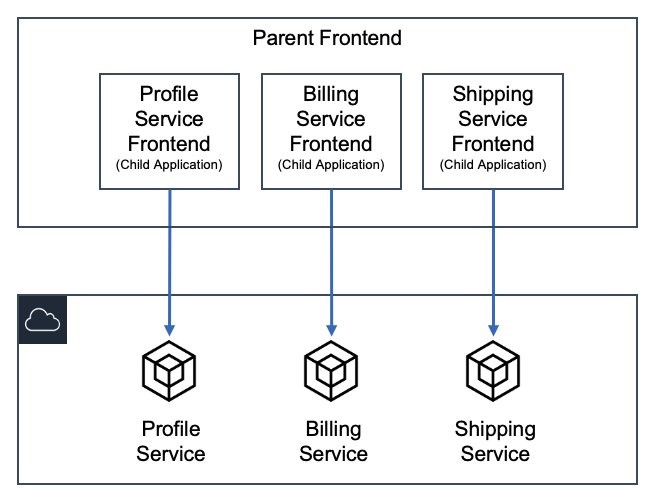 Parent Frontend
Profile
Service
Frontend
(Child Application)
Billing
Service
Frontend
(Child Application)
Shipping
Service
Frontend
(Child Application)
Profile
Service
Billing
Service
Shipping
Service